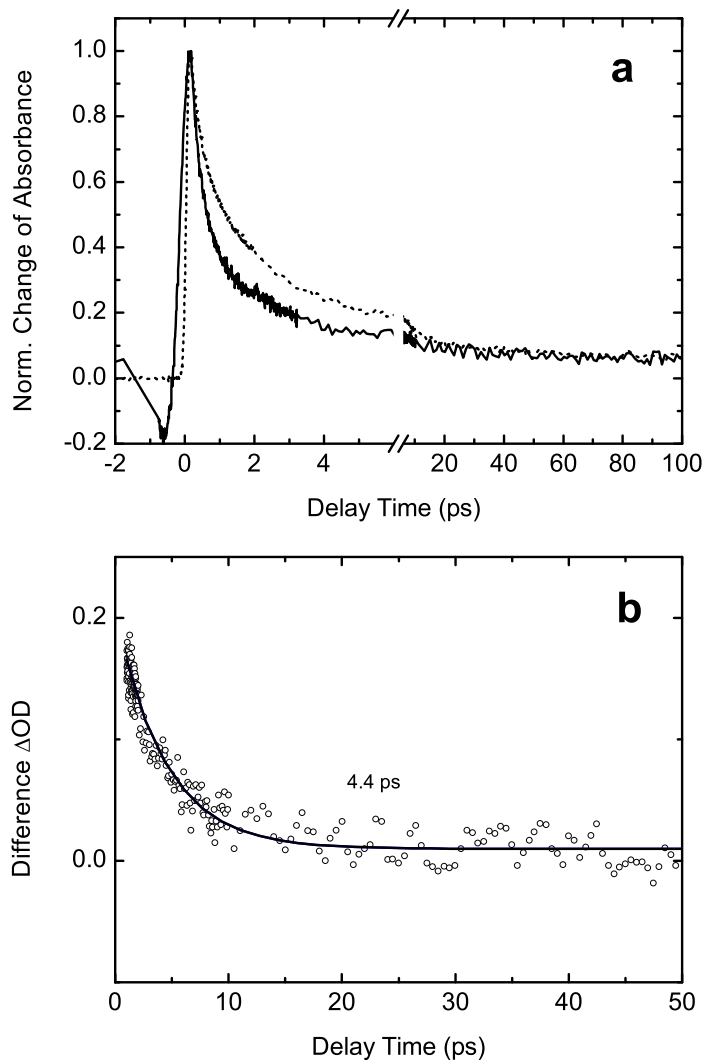 a
Norm. Change of Absorbance
1.0
0.8
0.6
0.4
0.2
0.0
-0.2
-2 0 2 4 20 40 60 80 100
Delay Time (ps)
b
Difference ΔOD
0.2
0.0
4.4 ps
0 10 20 30 40 50
Delay Time (ps)